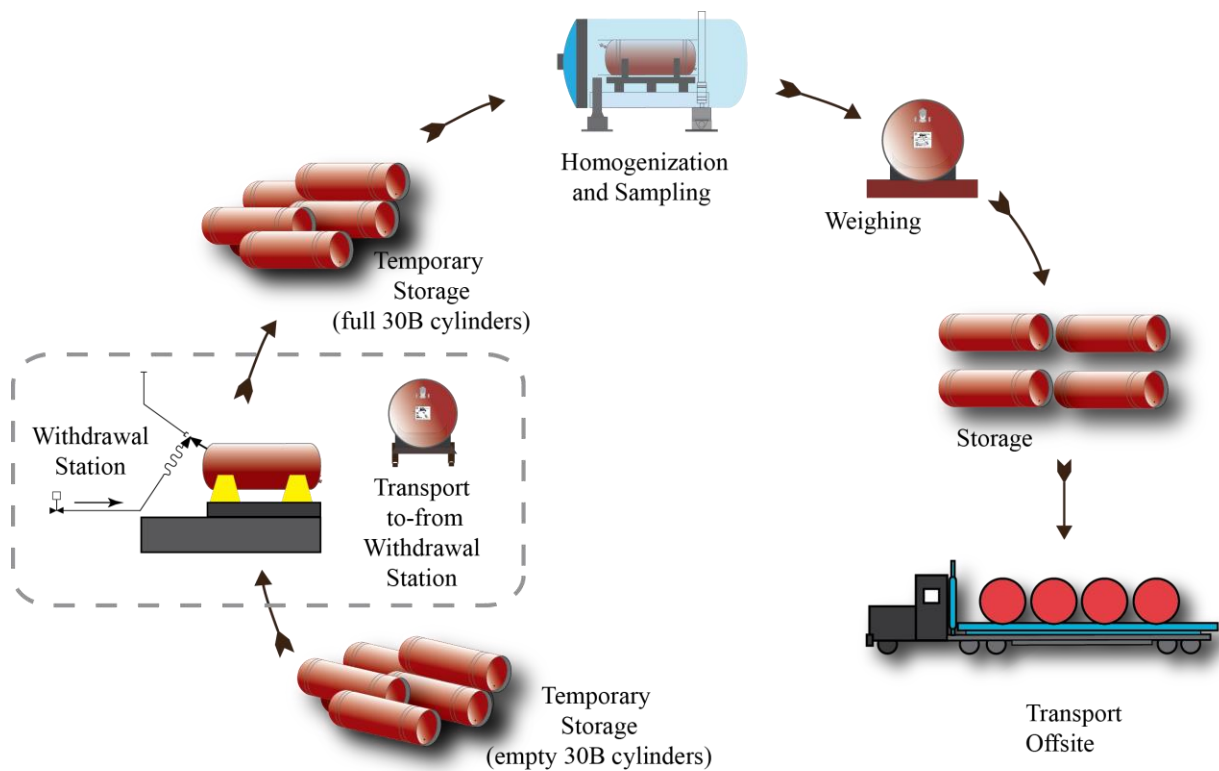 Homogenization
and Sampling
Weighing
Temporary
Storage
(full 30B cylinders)
Withdrawal
Station
Transport
to-from
Withdrawal
Station
Storage
Temporary
Storage
(empty 30B cylinders)
Transport
Offsite